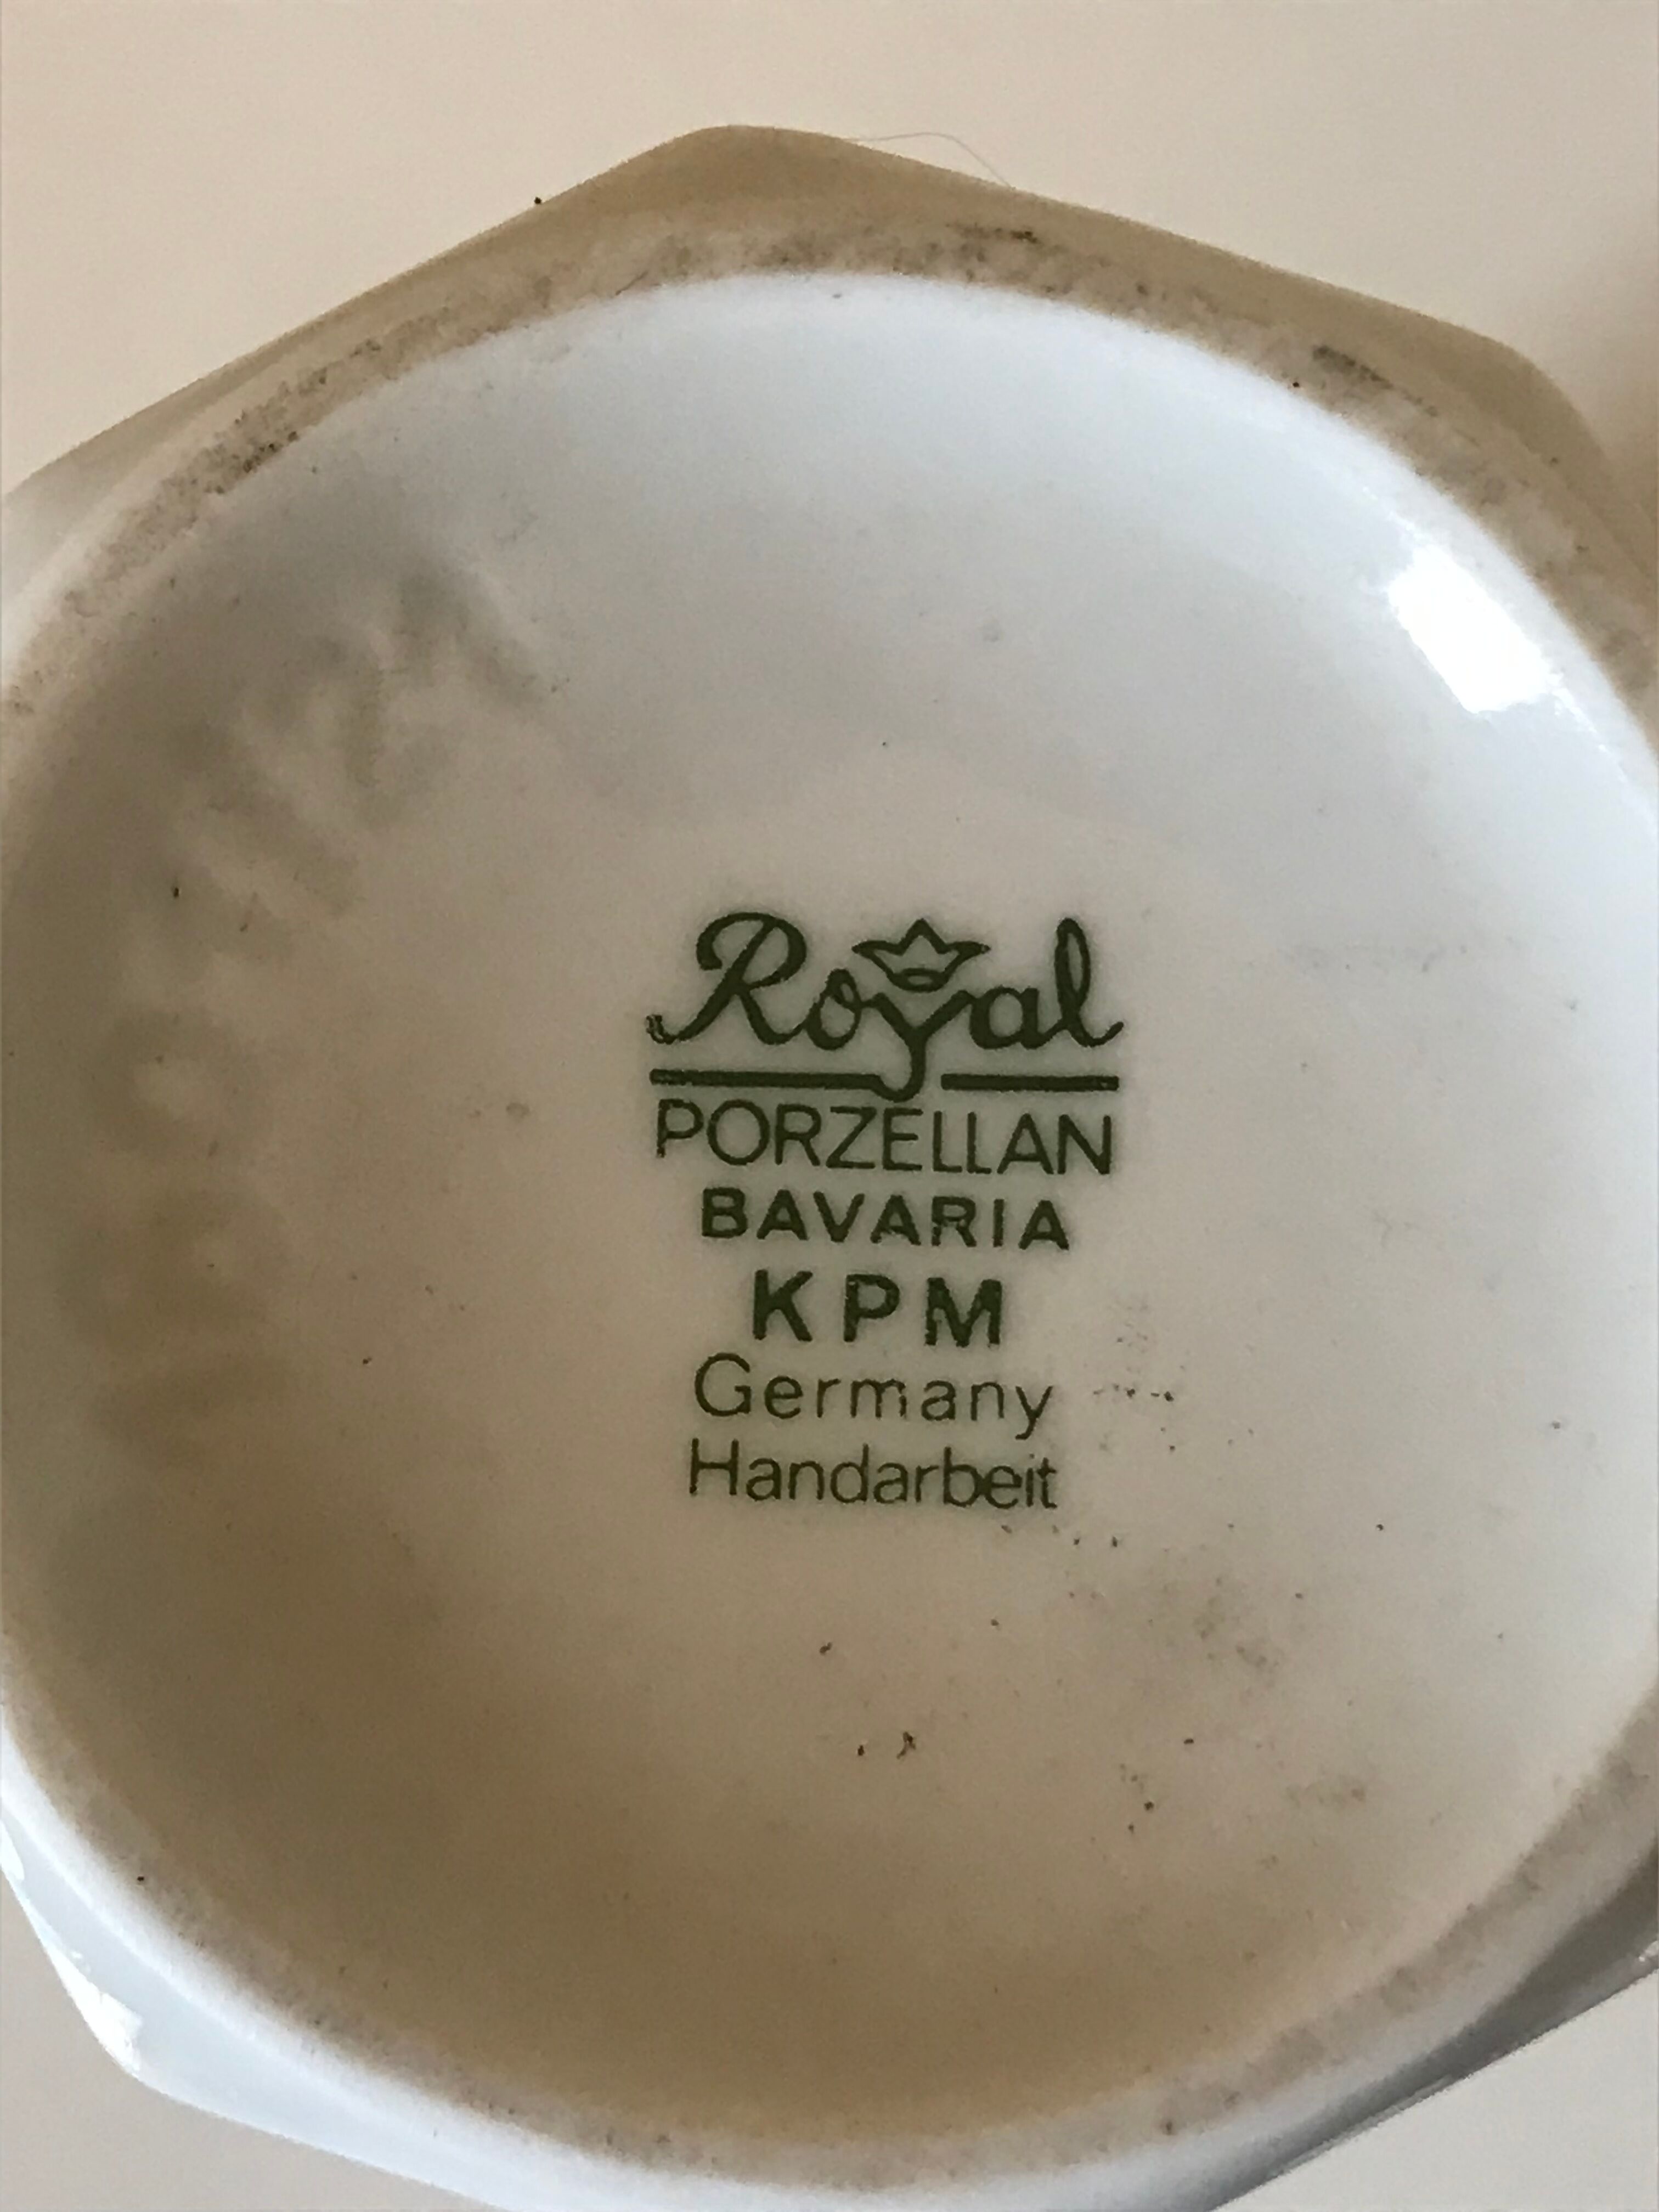 Royal
PORZELLAN
BAVARIA
KPM
Germany
Handarbeit